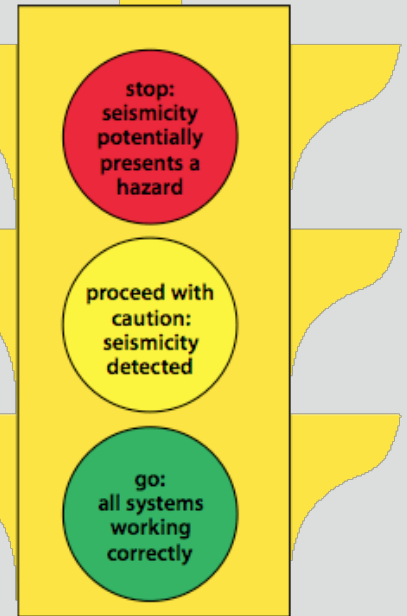 stop:
seismicity
potentially
presents a
hazard
proceed with
caution:
seismicity
detected
go:
all systems
working
correctly